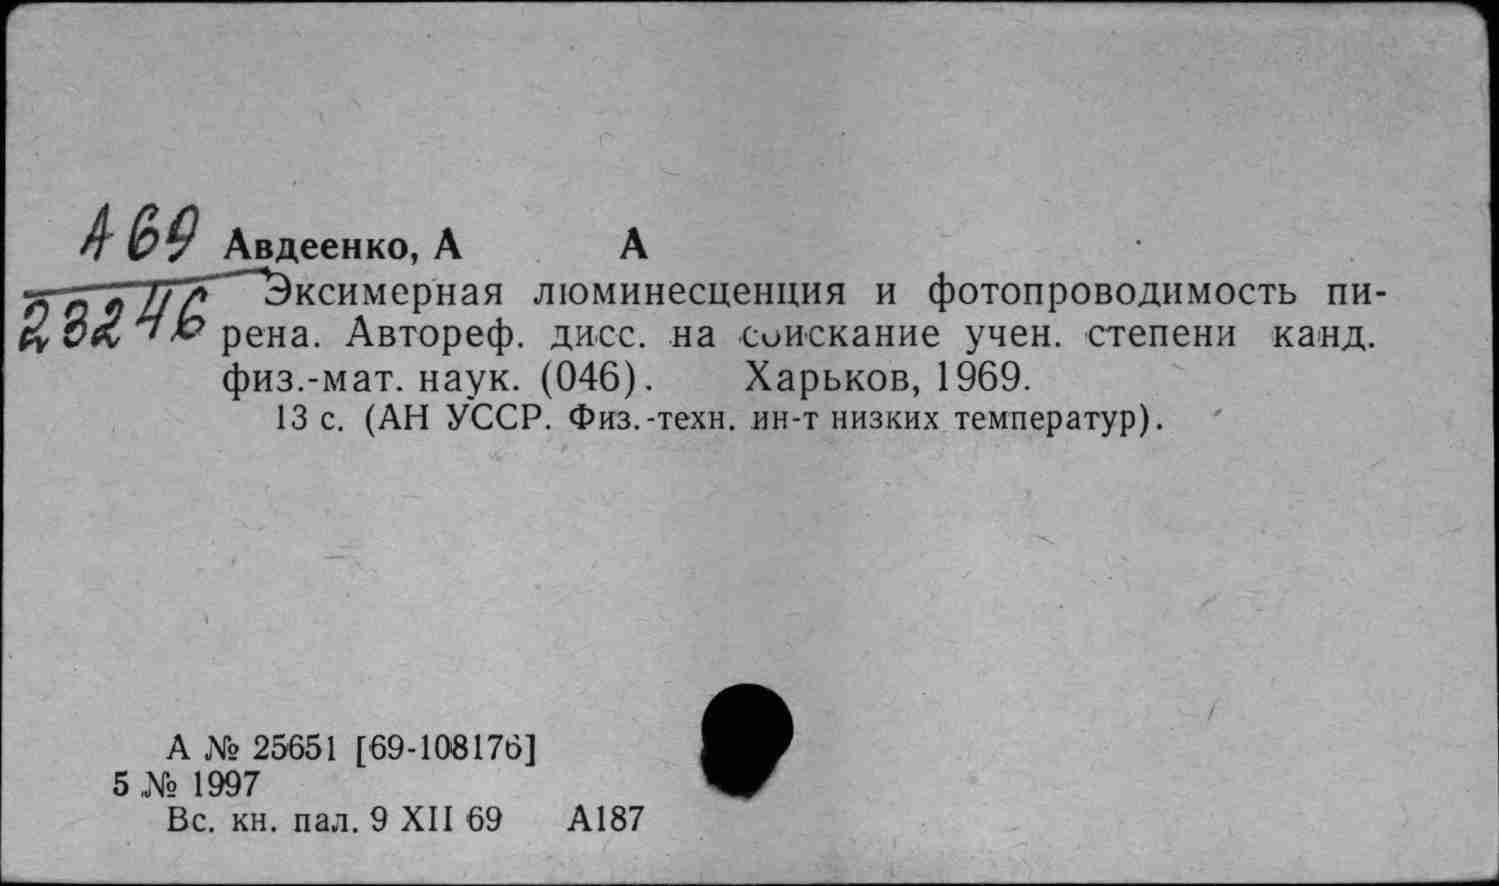 А69 Авдеенко, А А
23246 Эксимерная люминесценция и фотопроводимость пи-
рена. Автореф. дисс. на соискание учен. степени канд.
физ.-мат. наук. (046). Харьков, 1969.
13 с. (АН УССР. Физ.-техн. ин-т низких температур).
А № 25651 [69-108176]
5 № 1997
Вс. кн. пал. 9 XII 69 А187